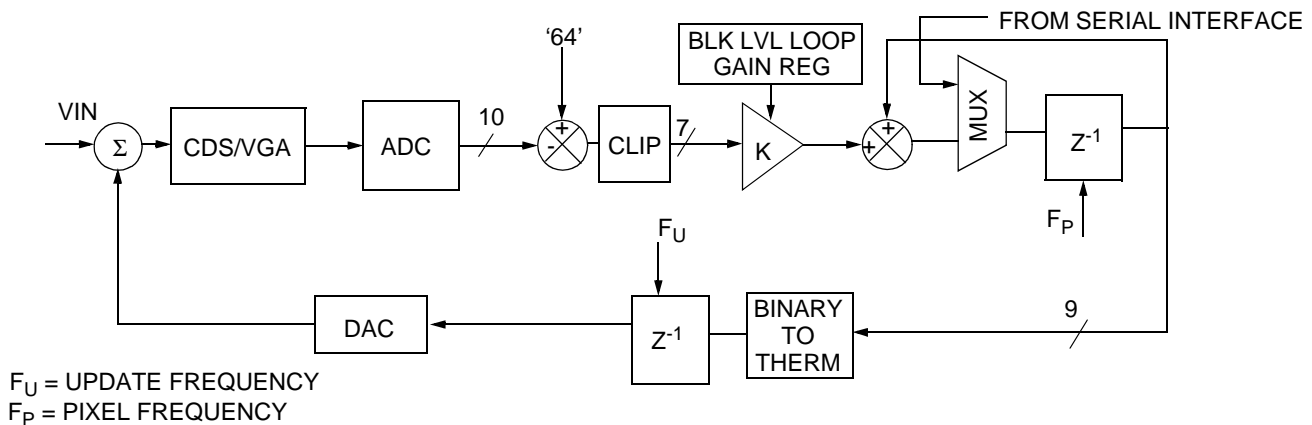 FROM SERIAL INTERFACE
'64'
BLK LVL LOOP
GAIN REG
VIN
Σ
CDS/VGA
ADC
10
+
-
CLIP
7
K
+
+
MUX
Z-1
FP
FU
DAC
Z-1
BINARY
TO
THERM
9
FU = UPDATE FREQUENCY
FP = PIXEL FREQUENCY